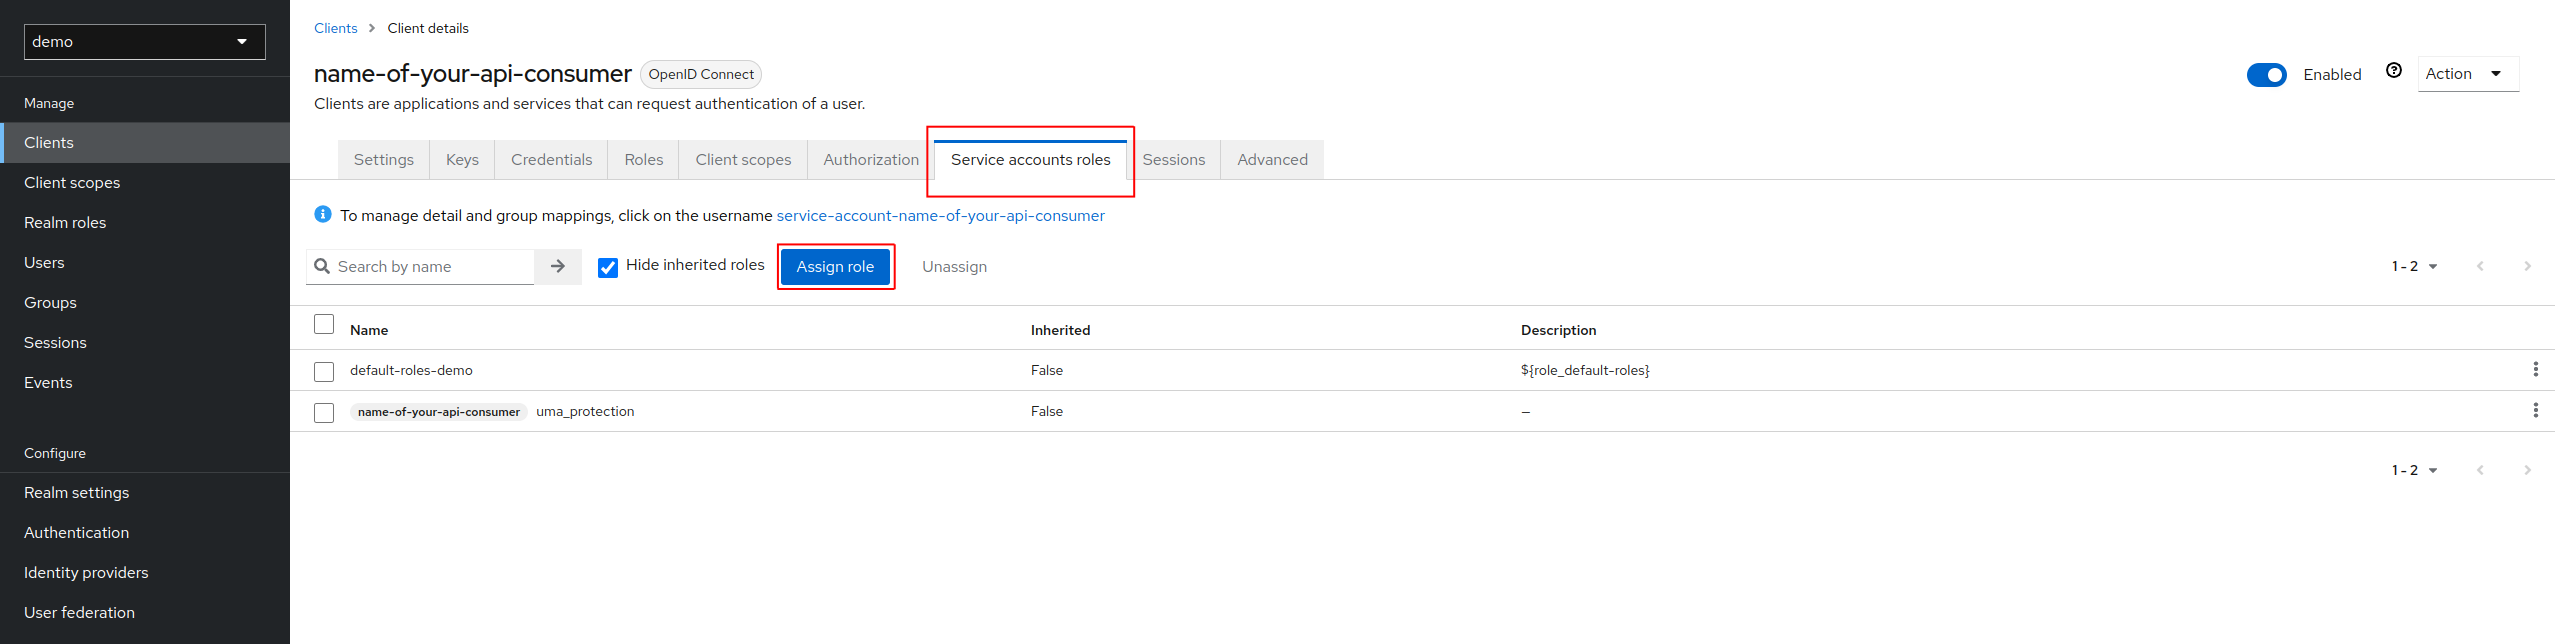 demo
Manage
Clients
Client scopes
Realm roles
Users
Groups
Sessions
Events
Configure
Realm settings
Authentication
Identity providers
User federation
Clients > Client details
name-of-your-api-consumer OpenID Connect
Enabled Action
Clients are applications and services that can request authentication of a user.
Settings Keys Credentials Roles Client scopes Authorization Service accounts roles Sessions Advanced
To manage detail and group mappings, click on the username service-account-name-of-your-api-consumer
Search by name Hide inherited roles Assign role Unassign 1 - 2
Name Inherited Description
default-roles-demo False ${role_default-roles}
name-of-your-api-consumer uma_protection False —
1 - 2